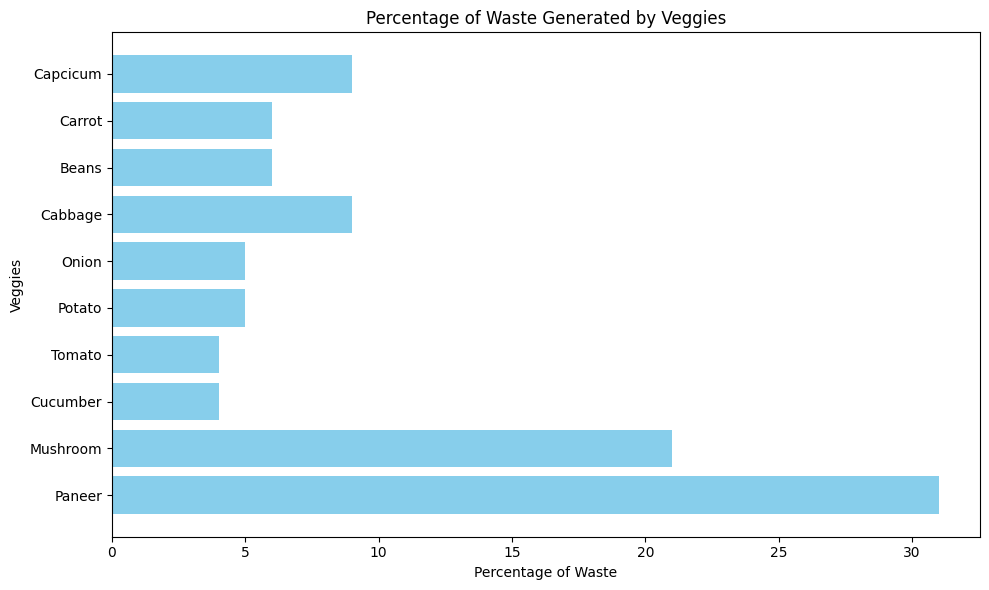 Percentage of Waste Generated by Veggies
Capcicum
Carrot
Beans
Cabbage
Onion
Potato
Tomato
Cucumber
Mushroom
Paneer
Veggies
0 5 10 15 20 25 30
Percentage of Waste